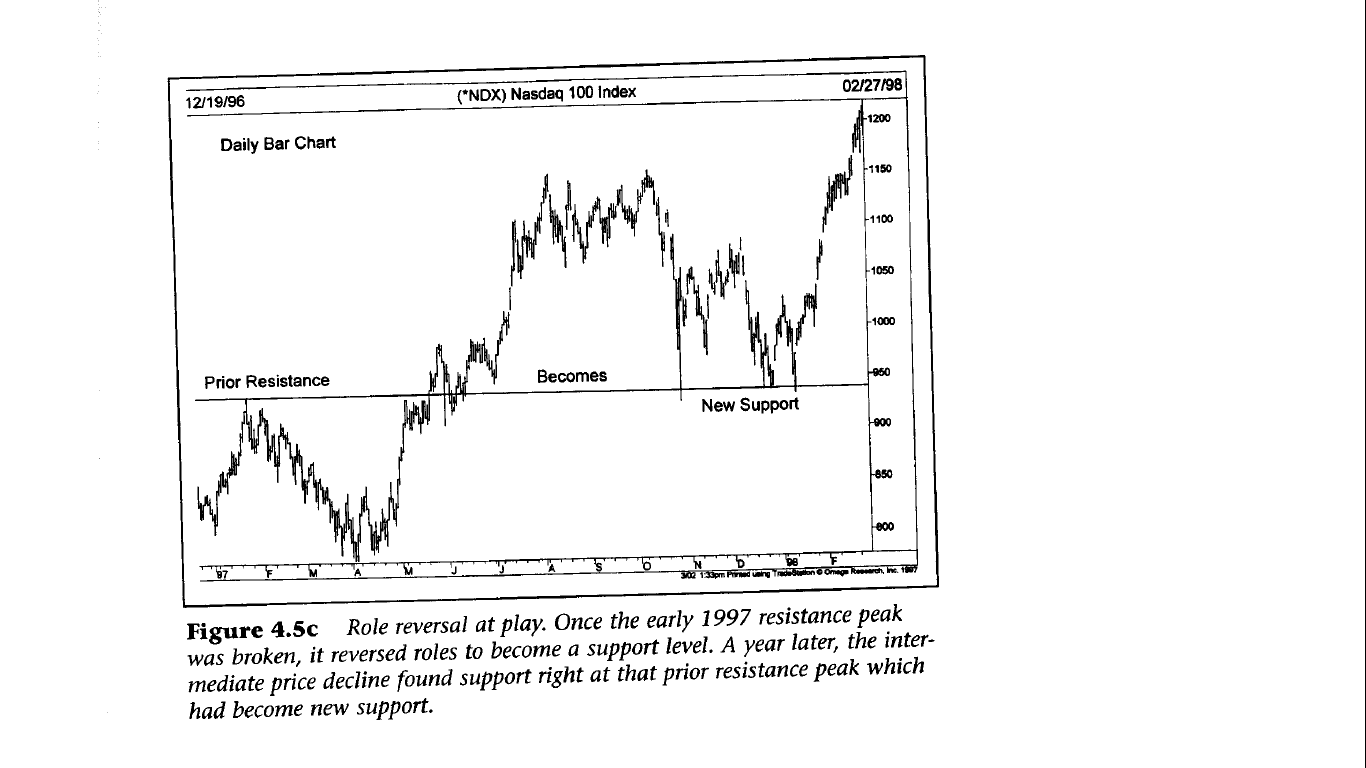 12/19/96
(*NDX) Nasdaq 100 Index
02/27/98
Daily Bar Chart
1200
1150
1100
1050
1000
950
900
850
800
Prior Resistance
Becomes
New Support
97 F M A M J J A S O N D 98 F
3/02 1:33pm Printed using TradeStation © Omega Research, Inc. 1997
Figure 4.5c Role reversal at play. Once the early 1997 resistance peak
was broken, it reversed roles to become a support level. A year later, the inter-
mediate price decline found support right at that prior resistance peak which
had become new support.